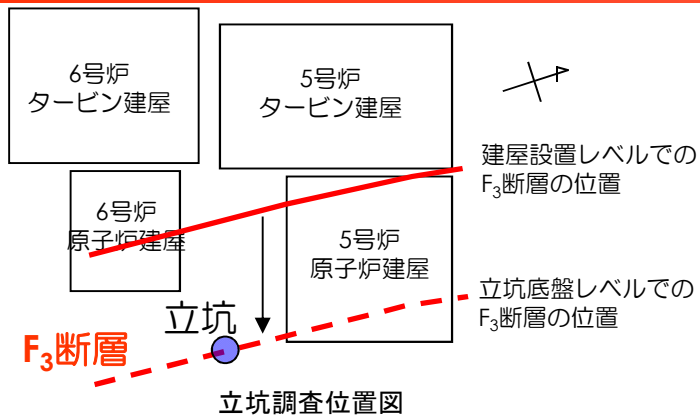 6号炉
タービン建屋
5号炉
タービン建屋
建屋設置レベルでの
F₃断層の位置
6号炉
原子炉建屋
5号炉
原子炉建屋
立坑底盤レベルでの
F₃断層の位置
立坑
F₃断層
立坑調査位置図